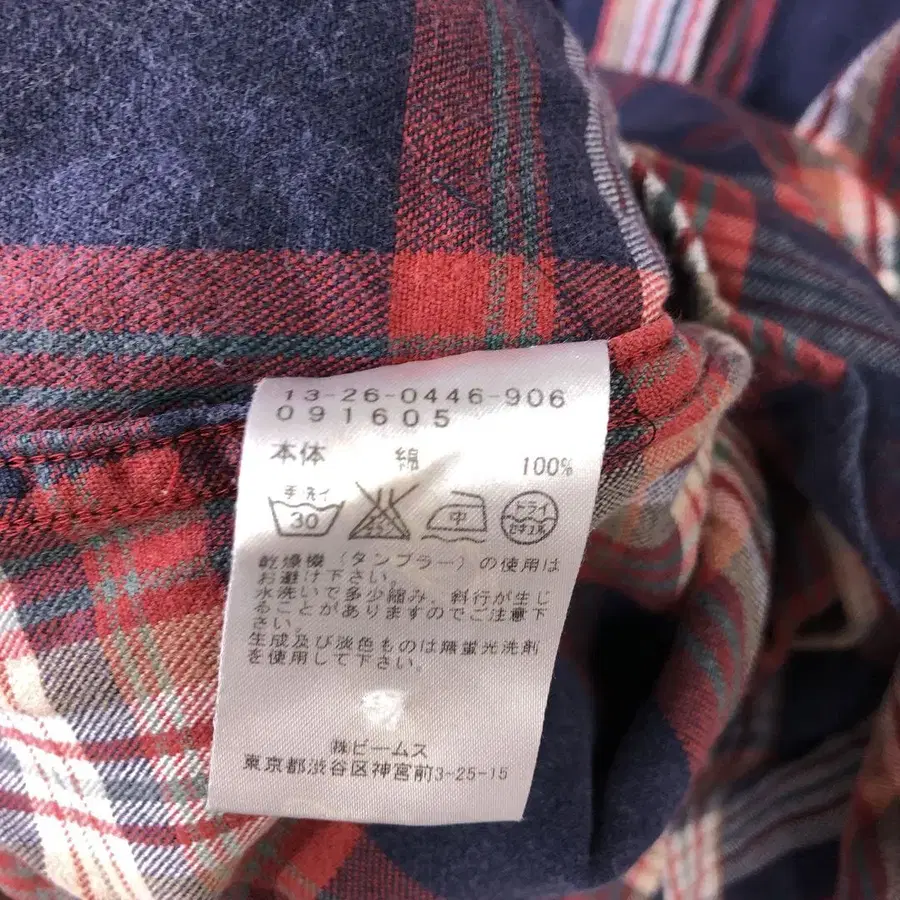 13-26-0446-906
091605
本体 綿 100%
手洗イ 30 中 ドライ セキユ系
乾燥機（タンブラー）の使用は
お避け下さい。
水洗いで多少縮み、斜行が生じ
ることがありますのでご注意下
さい。
生成及び淡色ものは無蛍光洗剤
を使用して下さい。
㈱ビームス
東京都渋谷区神宮前3-25-15